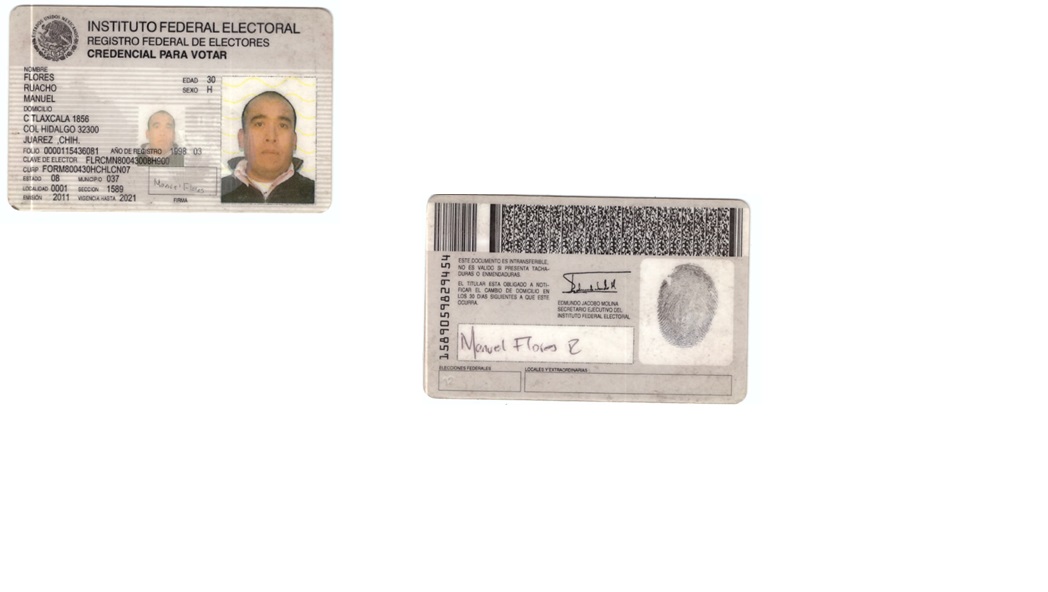 INSTITUTO FEDERAL ELECTORAL
REGISTRO FEDERAL DE ELECTORES
CREDENCIAL PARA VOTAR
NOMBRE
FLORES
RUACHO
MANUEL
EDAD 30
SEXO H
DOMICILIO
C TLAXCALA 1856
COL HIDALGO 32300
JUAREZ ,CHIH.
FOLIO 0000115436081 AÑO DE REGISTRO 1998 03
CLAVE DE ELECTOR FLRCMN80043008H900
CURP FORM800430HCHLCN07
ESTADO 08 MUNICIPIO 037
LOCALIDAD 0001 SECCION 1589
EMISIÓN 2011 VIGENCIA HASTA 2021
Manuel Flores
FIRMA
1589059829454
ESTE DOCUMENTO ES INTRANSFERIBLE,
NO ES VALIDO SI PRESENTA TACHA-
DURAS O ENMENDADURAS.
EL TITULAR ESTA OBLIGADO A NOTI-
FICAR EL CAMBIO DE DOMICILIO EN
LOS 30 DIAS SIGUIENTES A QUE ESTE
OCURRA.
EDMUNDO JACOBO MOLINA
SECRETARIO EJECUTIVO DEL
INSTITUTO FEDERAL ELECTORAL
Manuel Flores R
ELECCIONES FEDERALES
LOCALES Y EXTRAORDINARIAS